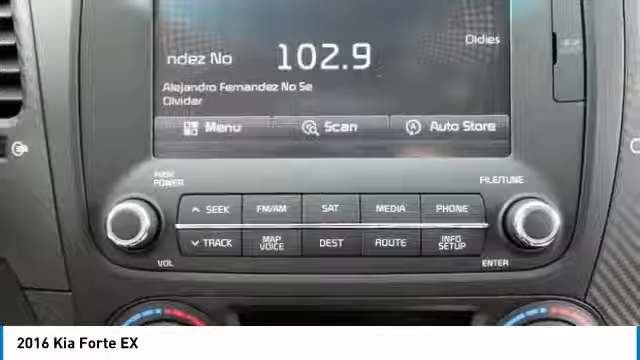 ndez No 102.9 Oldies
Alejandro Fernandez No Se
Olvidar
Menu Scan Auto Store
PUSH
POWER
FILE/TUNE
SEEK FM/AM SAT MEDIA PHONE
TRACK MAP VOICE DEST ROUTE INFO SETUP
VOL ENTER
2016 Kia Forte EX